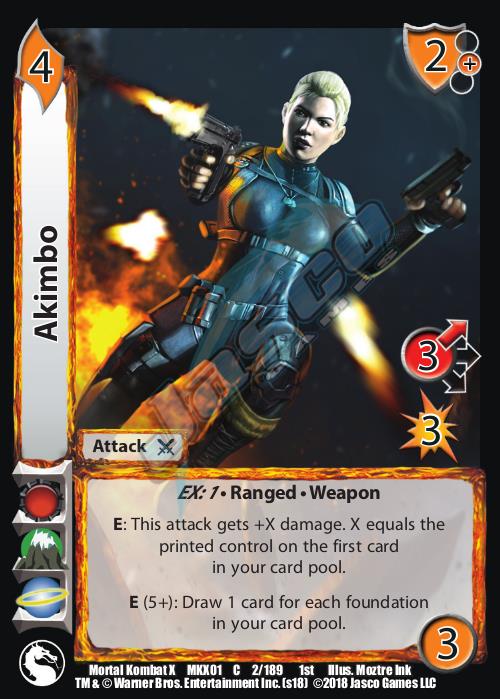 4
2
+
Akimbo
JASCO
GAMES
3
3
Attack
EX: 1 • Ranged • Weapon
E: This attack gets +X damage. X equals the
printed control on the first card
in your card pool.
E (5+): Draw 1 card for each foundation
in your card pool.
3
Mortal Kombat X MKX01 C 2/189 1st Illus. Moztre Ink
TM & © Warner Bros. Entertainment Inc. (s18) ©2018 Jasco Games LLC